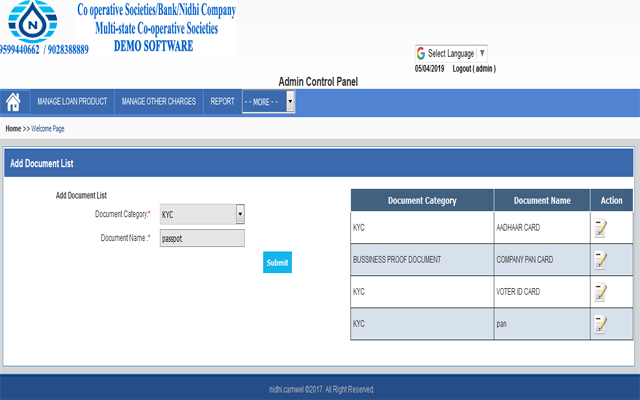 Co operative Societies/Bank/Nidhi Company
Multi-state Co-operative Societies
DEMO SOFTWARE
9599440662 / 9028388889
Select Language ▼
05/04/2019 Logout ( admin )
Admin Control Panel
MANAGE LOAN PRODUCT MANAGE OTHER CHARGES REPORT - - MORE - -
Home >> Welcome Page
Add Document List
Add Document List
Document Category:* KYC
Document Name :* passpot
Submit
Document Category Document Name Action
KYC AADHAAR CARD
BUSSINESS PROOF DOCUMENT COMPANY PAN CARD
KYC VOTER ID CARD
KYC pan
nidhi.camwel ©2017. All Right Reserved.